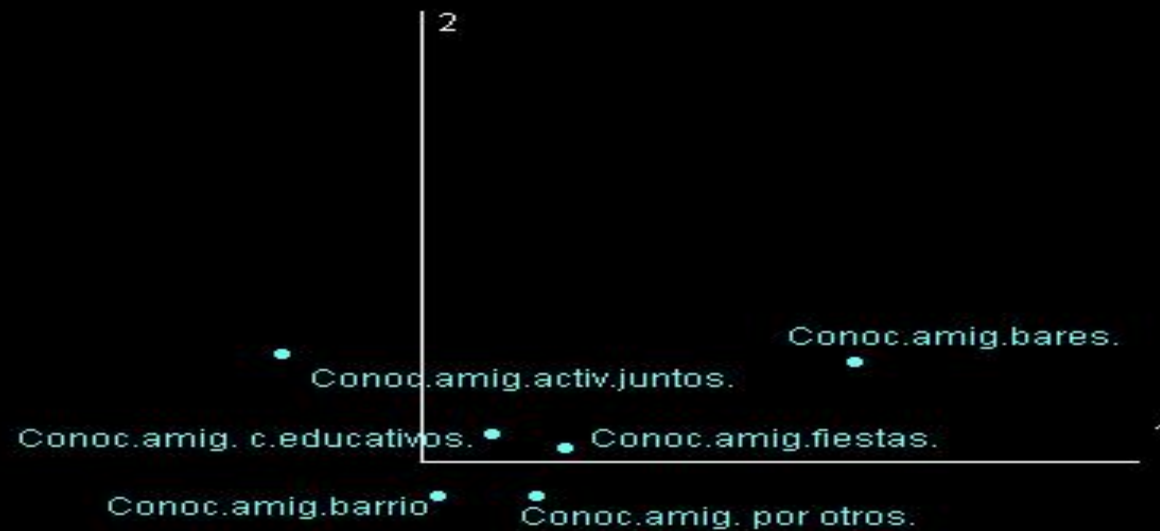 2
Conoc.amig.bares.
Conoc.amig.activ.juntos.
Conoc.amig. c.educativos.
Conoc.amig.fiestas.
Conoc.amig.barrio
Conoc.amig. por otros.